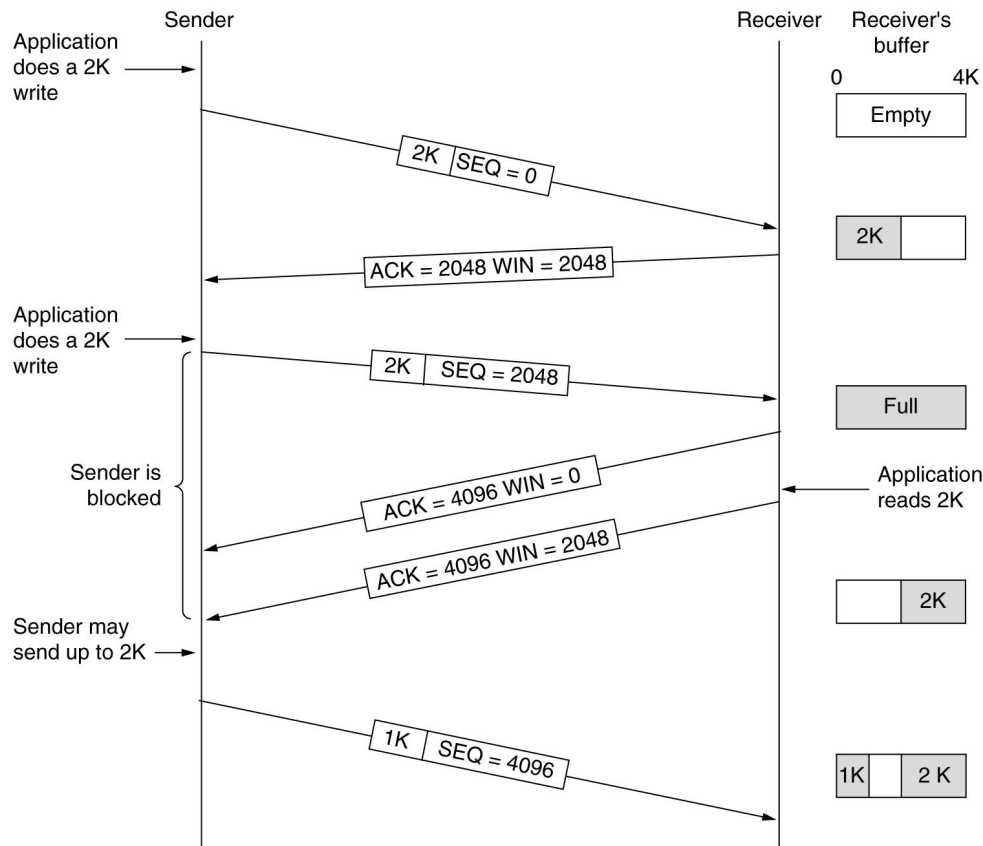 Sender
Receiver
Receiver's
buffer
Application
does a 2K
write
0 4K
Empty
2K SEQ = 0
2K
ACK = 2048 WIN = 2048
Application
does a 2K
write
2K SEQ = 2048
Full
Sender is
blocked
ACK = 4096 WIN = 0
Application
reads 2K
ACK = 4096 WIN = 2048
2K
Sender may
send up to 2K
1K SEQ = 4096
1K 2 K